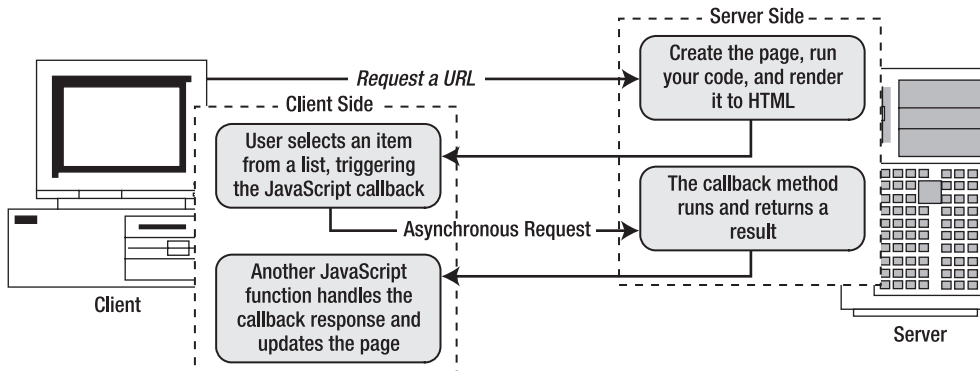 Server Side
Create the page, run
your code, and render
it to HTML
Request a URL
Client Side
User selects an item
from a list, triggering
the JavaScript callback
The callback method
runs and returns a
result
Asynchronous Request
Another JavaScript
function handles the
callback response and
updates the page
Client
Server